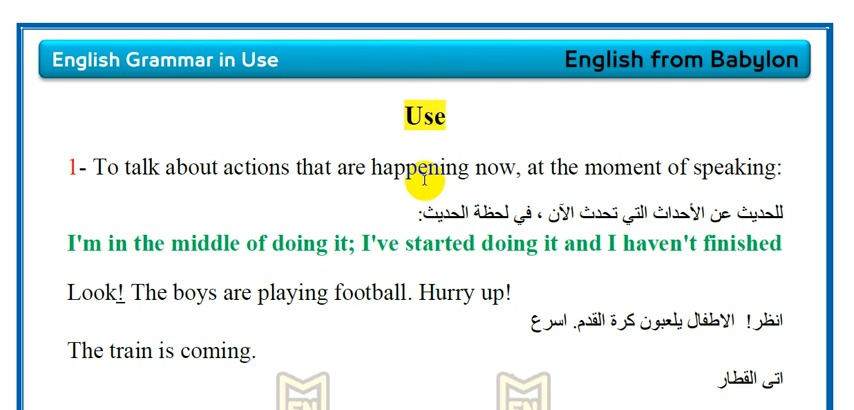 English Grammar in Use
English from Babylon
Use
1- To talk about actions that are happening now, at the moment of speaking:
للحديث عن الأحداث التي تحدث الآن ، في لحظة الحديث:
I'm in the middle of doing it; I've started doing it and I haven't finished
Look! The boys are playing football. Hurry up!
انظر! الاطفال يلعبون كرة القدم. اسرع
The train is coming.
اتى القطار
EN
EN